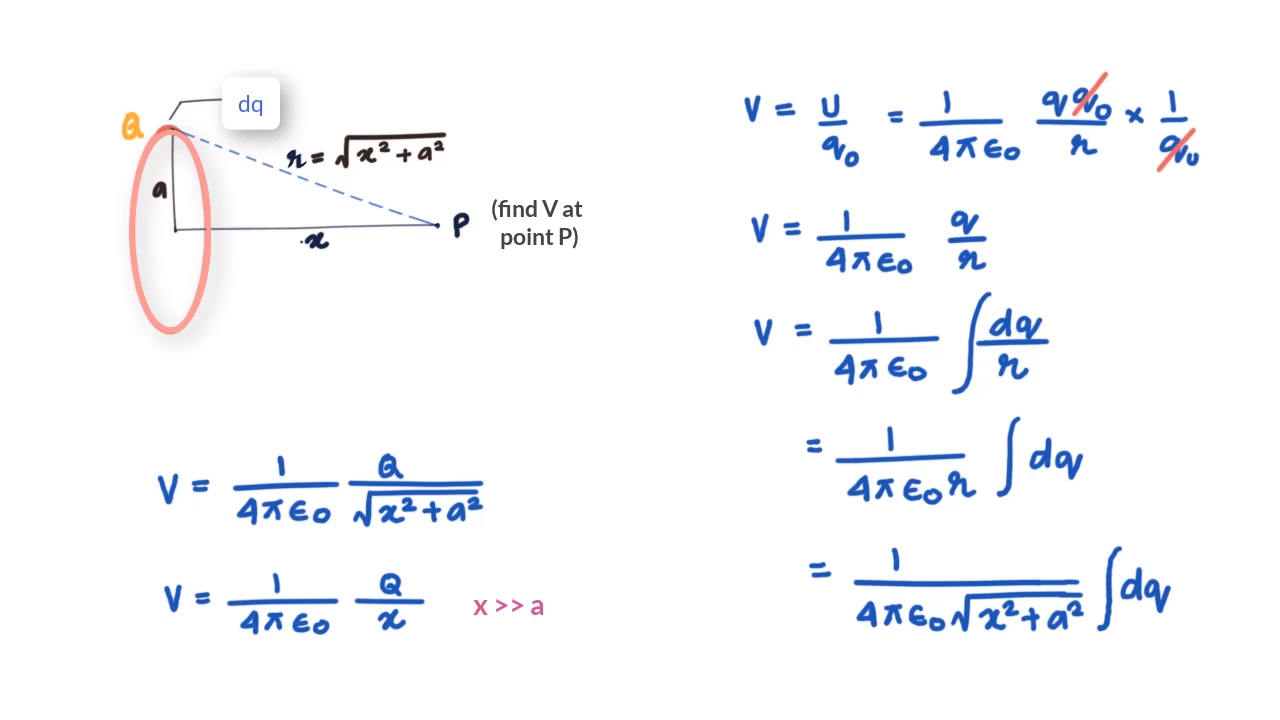 dq
Q
r = √(x² + a²)
a
x
P
(find V at
point P)
V = 1/(4πε₀) Q/√(x² + a²)
V = 1/(4πε₀) Q/x
x >> a
V = U/q₀ = 1/(4πε₀) qq₀/r × 1/q₀
V = 1/(4πε₀) q/r
V = 1/(4πε₀) ∫ dq/r
= 1/(4πε₀r) ∫ dq
= 1/(4πε₀√(x² + a²)) ∫ dq